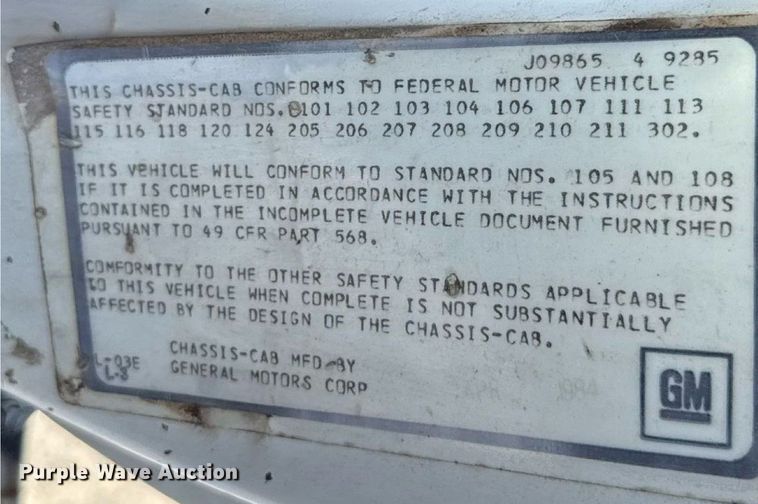 J09865 4 9285
THIS CHASSIS-CAB CONFORMS TO FEDERAL MOTOR VEHICLE
SAFETY STANDARD NOS. 101 102 103 104 106 107 111 113
115 116 118 120 124 205 206 207 208 209 210 211 302.
THIS VEHICLE WILL CONFORM TO STANDARD NOS. 105 AND 108
IF IT IS COMPLETED IN ACCORDANCE WITH THE INSTRUCTIONS
CONTAINED IN THE INCOMPLETE VEHICLE DOCUMENT FURNISHED
PURSUANT TO 49 CFR PART 568.
COMFORMITY TO THE OTHER SAFETY STANDARDS APPLICABLE
TO THIS VEHICLE WHEN COMPLETE IS NOT SUBSTANTIALLY
AFFECTED BY THE DESIGN OF THE CHASSIS-CAB.
L-03E CHASSIS-CAB MFD BY
L-8 GENERAL MOTORS CORP
GM
Purple Wave Auction